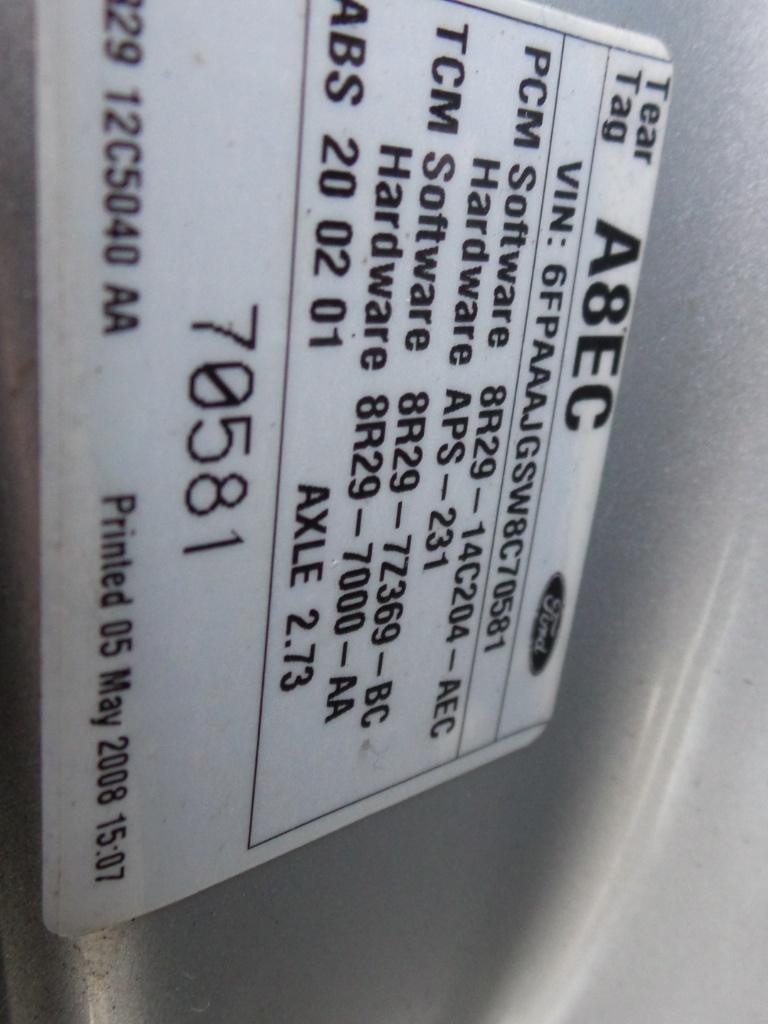 Tear Tag A8EC
VIN: 6FPAAAJGSW8C70581 Ford
PCM Software 8R29-14C204-AEC
Hardware APS-231
TCM Software 8R29-7Z369-BC
Hardware 8R29-7000-AA
ABS 20 02 01 AXLE 2.73
70581
12C5040 AA Printed 05 May 2008 15:07